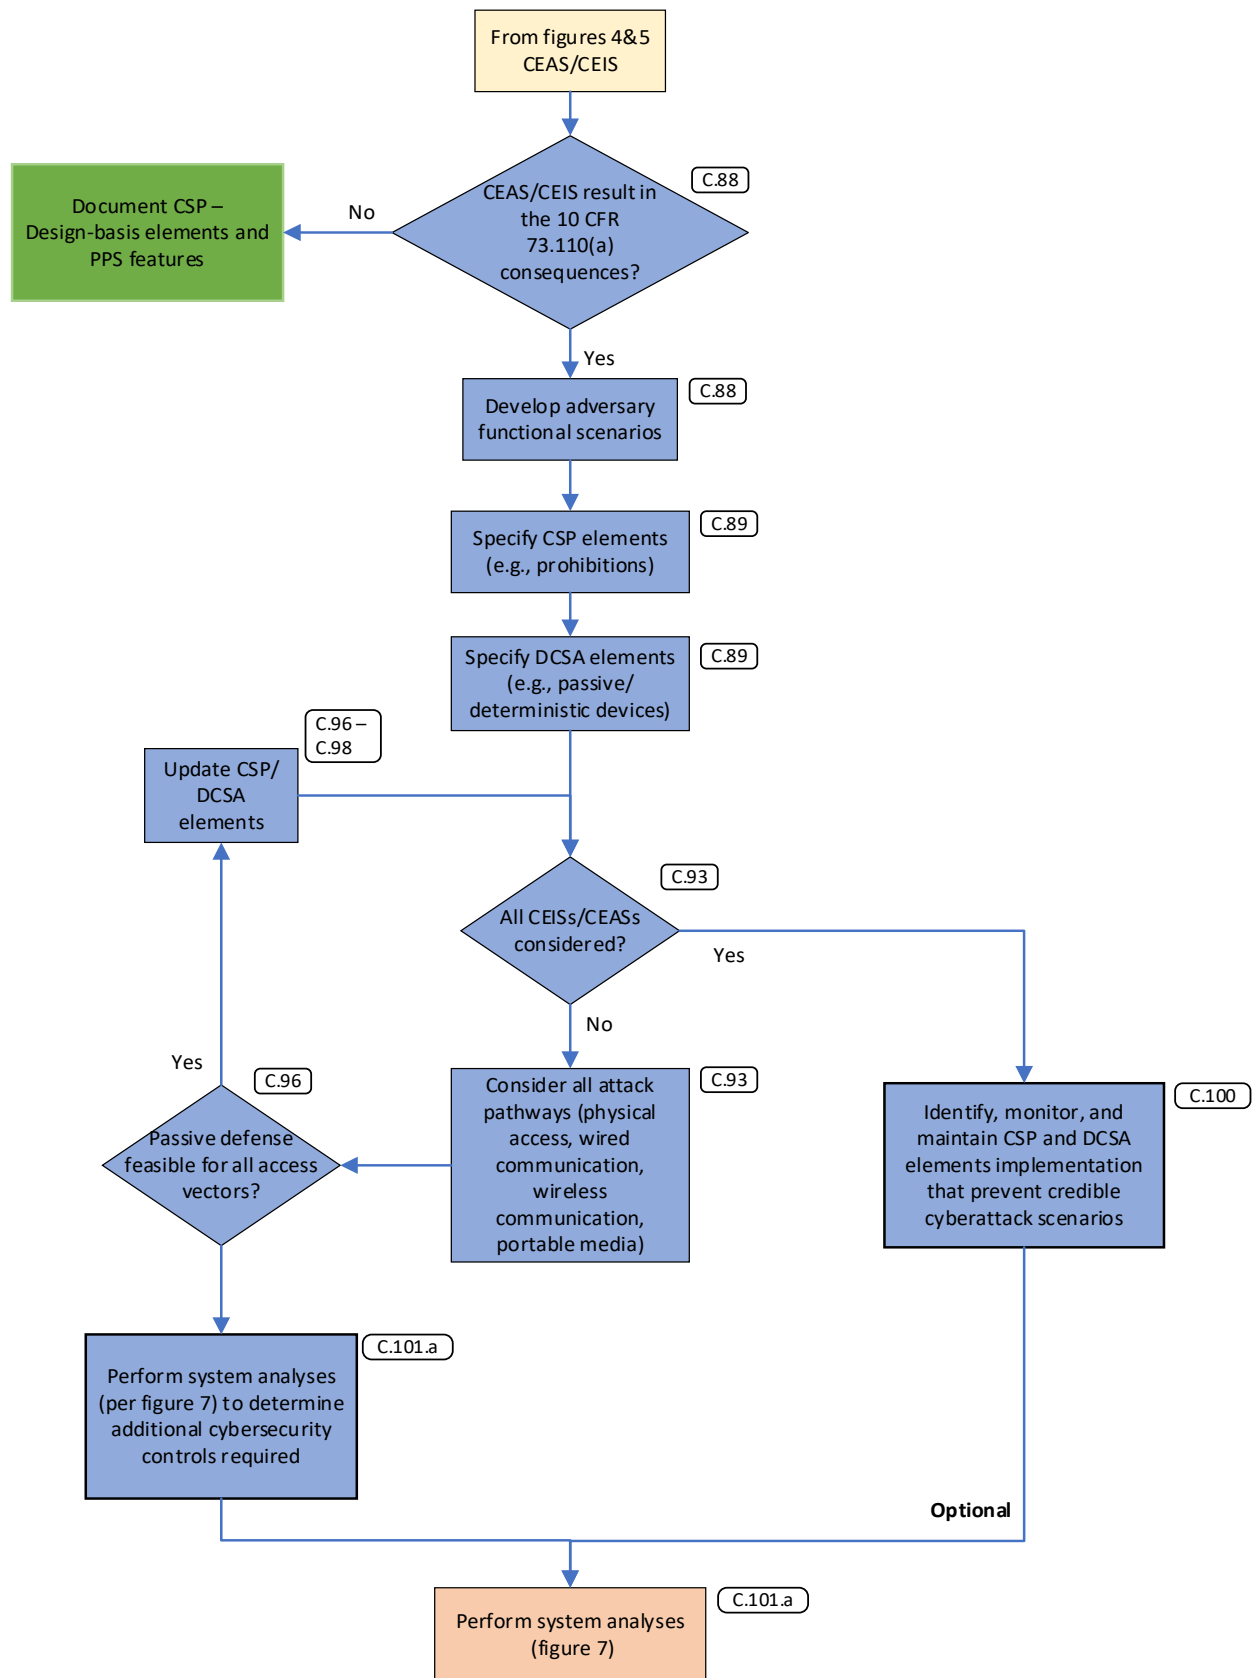 From figures 4&5
CEAS/CEIS
C.88
CEAS/CEIS result in
the 10 CFR
73.110(a)
consequences?
No
Document CSP –
Design-basis elements and
PPS features
Yes
C.88
Develop adversary
functional scenarios
C.89
Specify CSP elements
(e.g., prohibitions)
C.89
Specify DCSA elements
(e.g., passive/
deterministic devices)
C.96 –
C.98
Update CSP/
DCSA
elements
C.93
All CEISs/CEASs
considered?
Yes
No
Yes
C.96
Passive defense
feasible for all access
vectors?
C.93
Consider all attack
pathways (physical
access, wired
communication,
wireless
communication,
portable media)
C.100
Identify, monitor, and
maintain CSP and DCSA
elements implementation
that prevent credible
cyberattack scenarios
C.101.a
Perform system analyses
(per figure 7) to determine
additional cybersecurity
controls required
Optional
C.101.a
Perform system analyses
(figure 7)